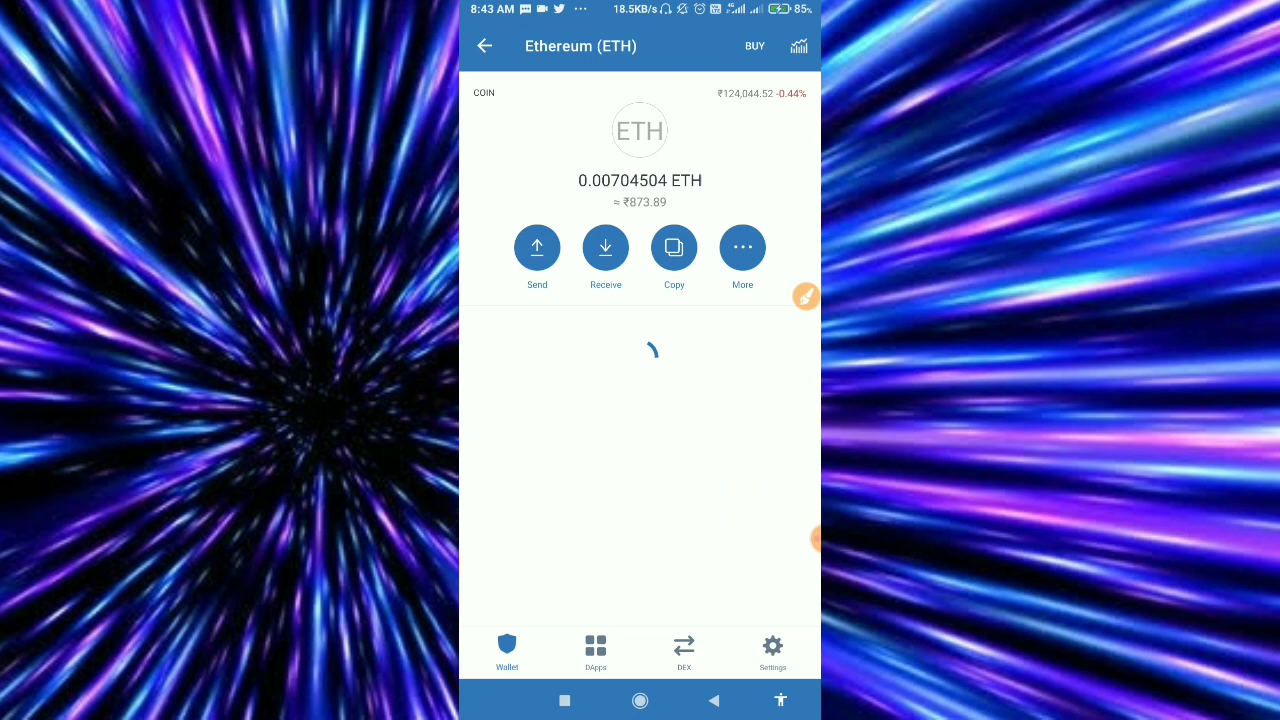 8:43 AM ... 18.5KB/s 4G 85%
Ethereum (ETH) BUY
COIN ₹124,044.52 -0.44%
ETH
0.00704504 ETH
≈ ₹873.89
Send Receive Copy More
Wallet DApps DEX Settings